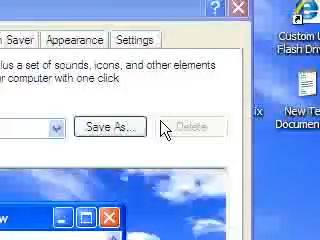 n Saver Appearance Settings
lus a set of sounds, icons, and other elements
r computer with one click
Save As... Delete
w
Custom U
Flash Driv
New Te
Documen
ix